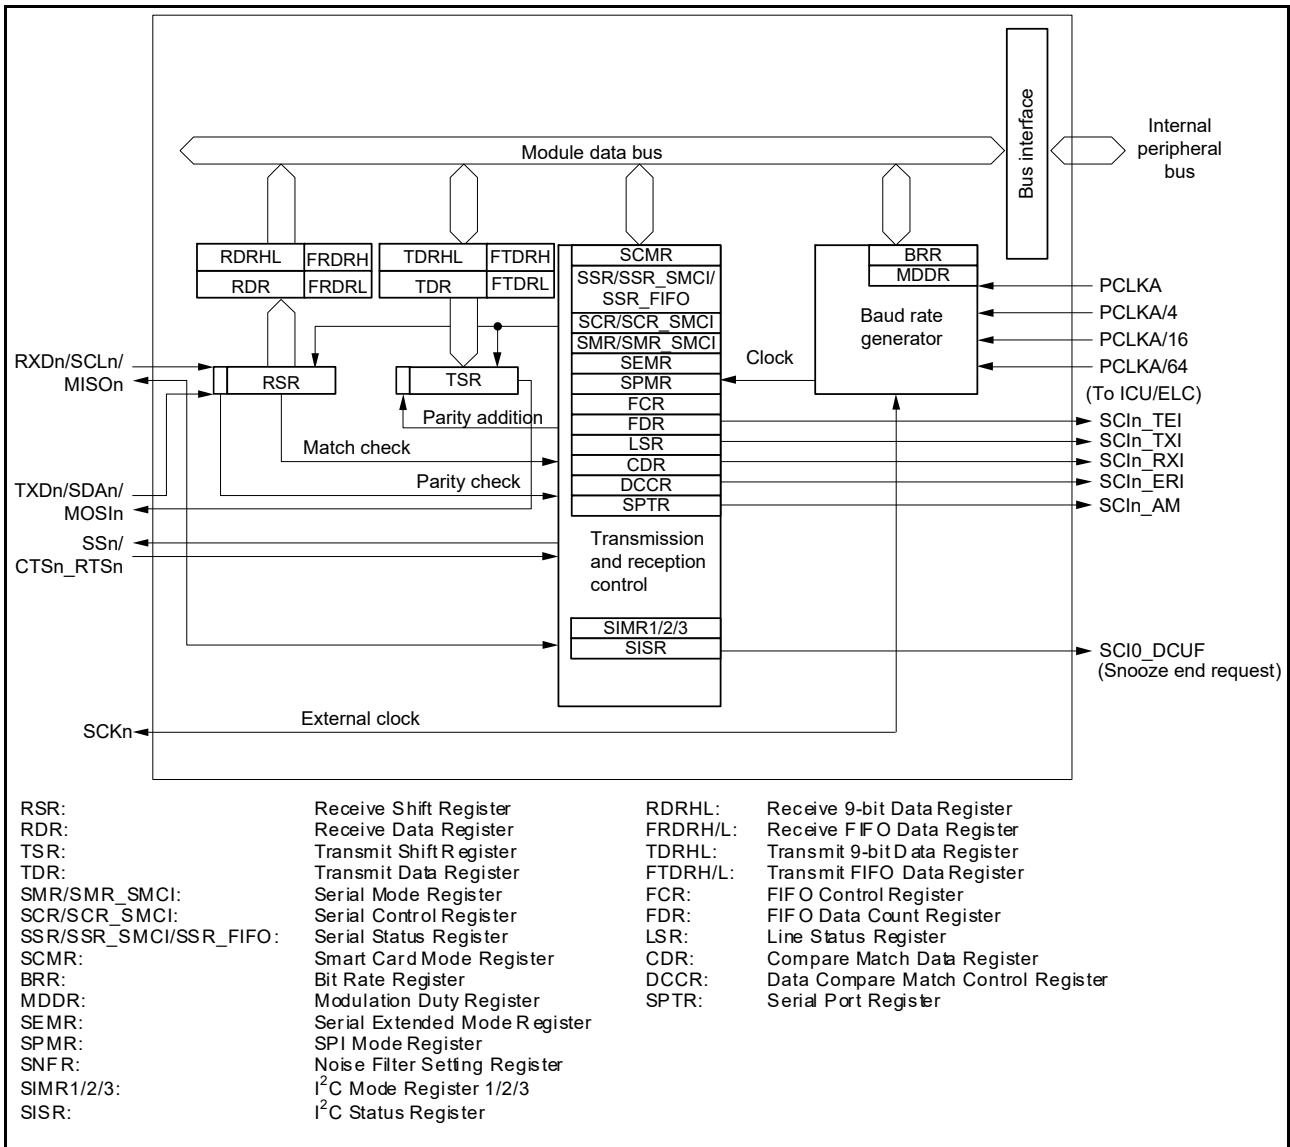 Bus interface
Internal
peripheral
bus
Module data bus
RDRHL FRDRH
RDR FRDRL
TDRHL FTDRH
TDR FTDRL
SCMR
SSR/SSR_SMCI/
SSR_FIFO
SCR/SCR_SMCI
SMR/SMR_SMCI
SEMR
SPMR
FCR
FDR
LSR
CDR
DCCR
SPTR
Transmission
and reception
control
SIMR1/2/3
SISR
BRR
MDDR
Baud rate
generator
Clock
PCLKA
PCLKA/4
PCLKA/16
PCLKA/64
(To ICU/ELC)
SCIn_TEI
SCIn_TXI
SCIn_RXI
SCIn_ERI
SCIn_AM
SCI0_DCUF
(Snooze end request)
RXDn/SCLn/
MISOn
RSR
TSR
Parity addition
Match check
Parity check
TXDn/SDAn/
MOSIn
SSn/
CTSn_RTSn
External clock
SCKn
RSR: Receive Shift Register
RDR: Receive Data Register
TSR: Transmit Shift Register
TDR: Transmit Data Register
SMR/SMR_SMCI: Serial Mode Register
SCR/SCR_SMCI: Serial Control Register
SSR/SSR_SMCI/SSR_FIFO: Serial Status Register
SCMR: Smart Card Mode Register
BRR: Bit Rate Register
MDDR: Modulation Duty Register
SEMR: Serial Extended Mode Register
SPMR: SPI Mode Register
SNFR: Noise Filter Setting Register
SIMR1/2/3: I2C Mode Register 1/2/3
SISR: I2C Status Register
RDRHL: Receive 9-bit Data Register
FRDRH/L: Receive FIFO Data Register
TDRHL: Transmit 9-bit Data Register
FTDRH/L: Transmit FIFO Data Register
FCR: FIFO Control Register
FDR: FIFO Data Count Register
LSR: Line Status Register
CDR: Compare Match Data Register
DCCR: Data Compare Match Control Register
SPTR: Serial Port Register